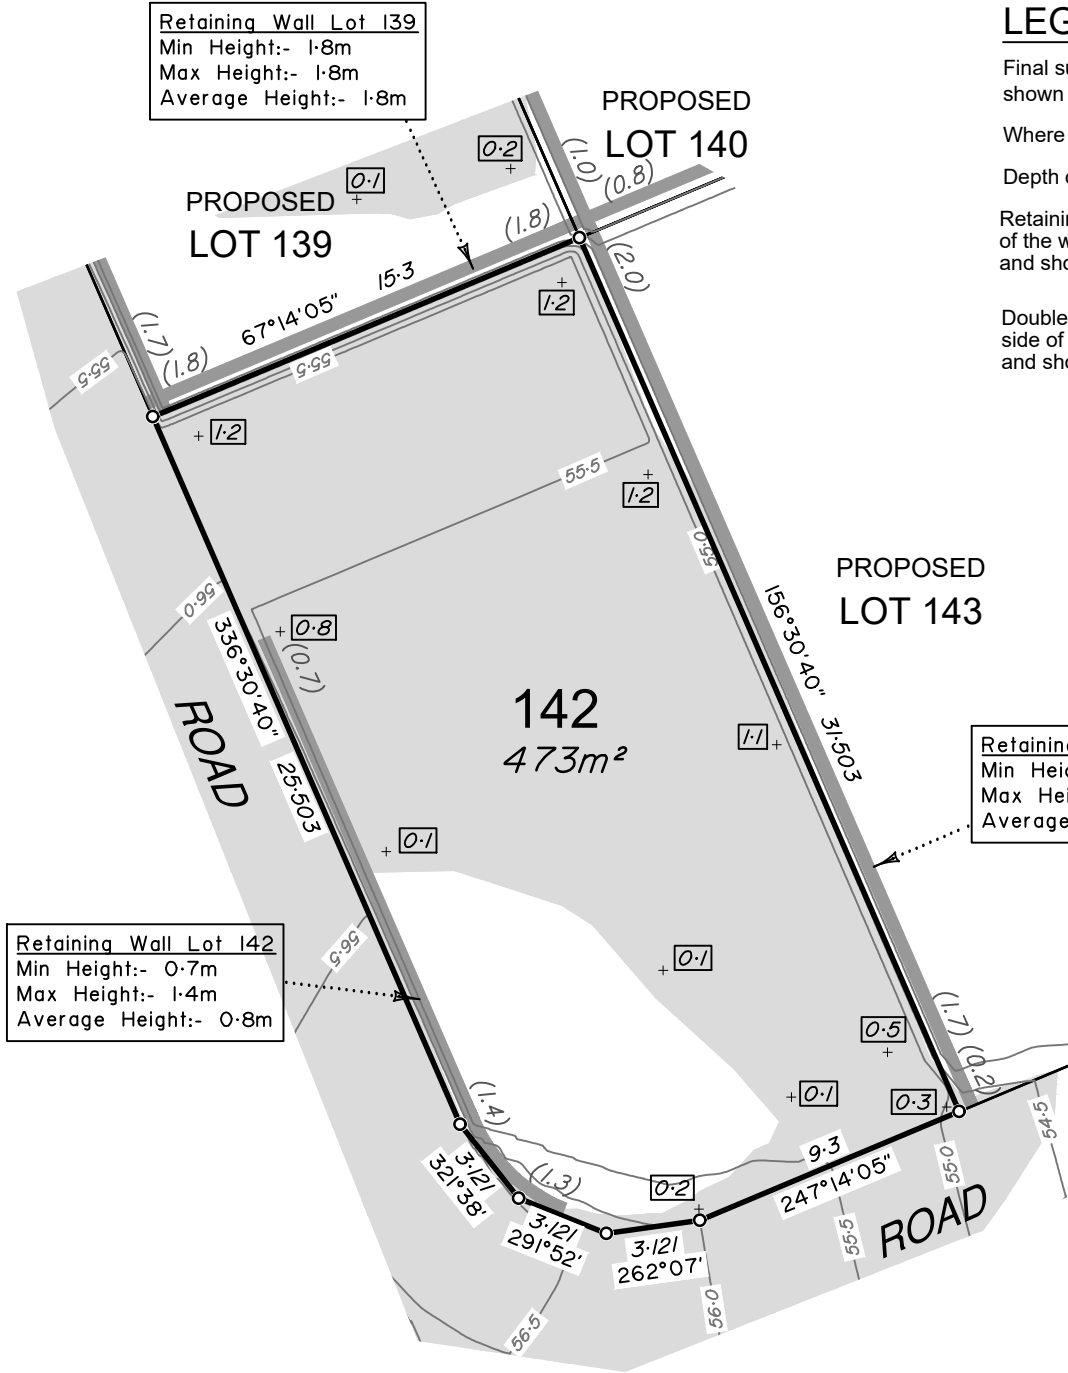 Retaining Wall Lot 139
Min Height:- 1·8m
Max Height:- 1·8m
Average Height:- 1·8m
LEG
Final su
shown
Where
Depth o
Retainin
of the w
and sho
Double
side of
and sho
PROPOSED
LOT 140
PROPOSED
LOT 139
0·2
0·1
(1.0)
(0.8)
(1.8)
(2.0)
15·3
67°14'05"
1·2
(1.7)
(1.8)
55·5
55·5
1·2
55·5
1·2
55·0
56·0
0·8
(0.7)
336°30'40"
25·503
ROAD
142
473m²
PROPOSED
LOT 143
156°30'40"
31·503
1·1
Retaining
Min Heig
Max Hei
Average
0·1
56·5
Retaining Wall Lot 142
Min Height:- 0·7m
Max Height:- 1·4m
Average Height:- 0·8m
0·1
0·5
(1.7)
(0.2)
0·1
0·3
(1.4)
(1.3)
0·2
3·121
321°38'
3·121
291°52'
3·121
262°07'
9·3
247°14'05"
ROAD
54·5
55·0
55·5
56·0
56·5